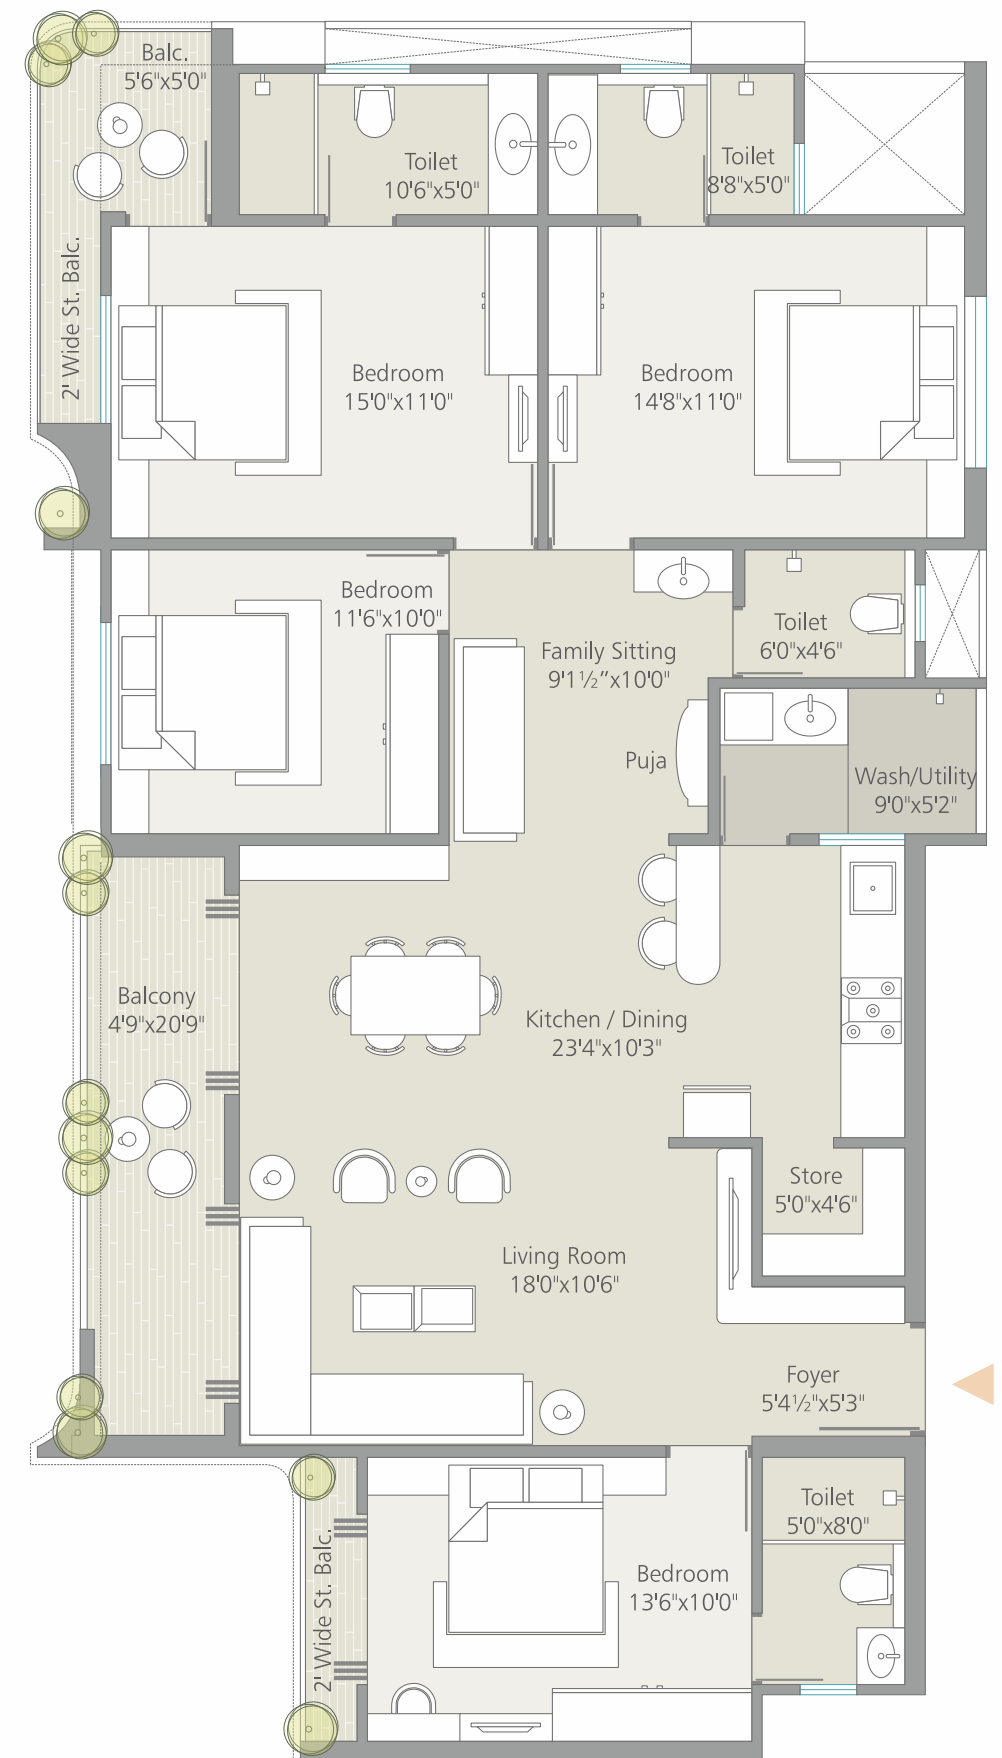 Balc.
5'6"x5'0"
Toilet
10'6"x5'0"
Toilet
8'8"x5'0"
2' Wide St. Balc.
Bedroom
15'0"x11'0"
Bedroom
14'8"x11'0"
Bedroom
11'6"x10'0"
Family Sitting
9'1½”x10'0"
Toilet
6'0"x4'6"
Puja
Wash/Utility
9'0"x5'2"
Balcony
4'9"x20'9"
Kitchen / Dining
23'4"x10'3"
Store
5'0"x4'6"
Living Room
18'0"x10'6"
Foyer
5'4½"x5'3"
Toilet
5'0"x8'0"
2' Wide St. Balc.
Bedroom
13'6"x10'0"